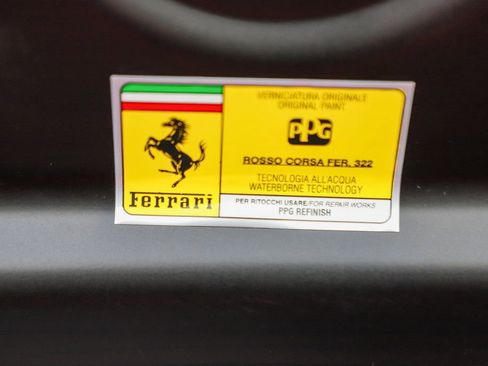 VERNICIATURA ORIGINALE
ORIGINAL PAINT
PPG
ROSSO CORSA FER. 322
TECNOLOGIA ALL'ACQUA
WATERBORNE TECHNOLOGY
Ferrari
PER RITOCCHI USARE/FOR REPAIR WORKS
PPG REFINISH